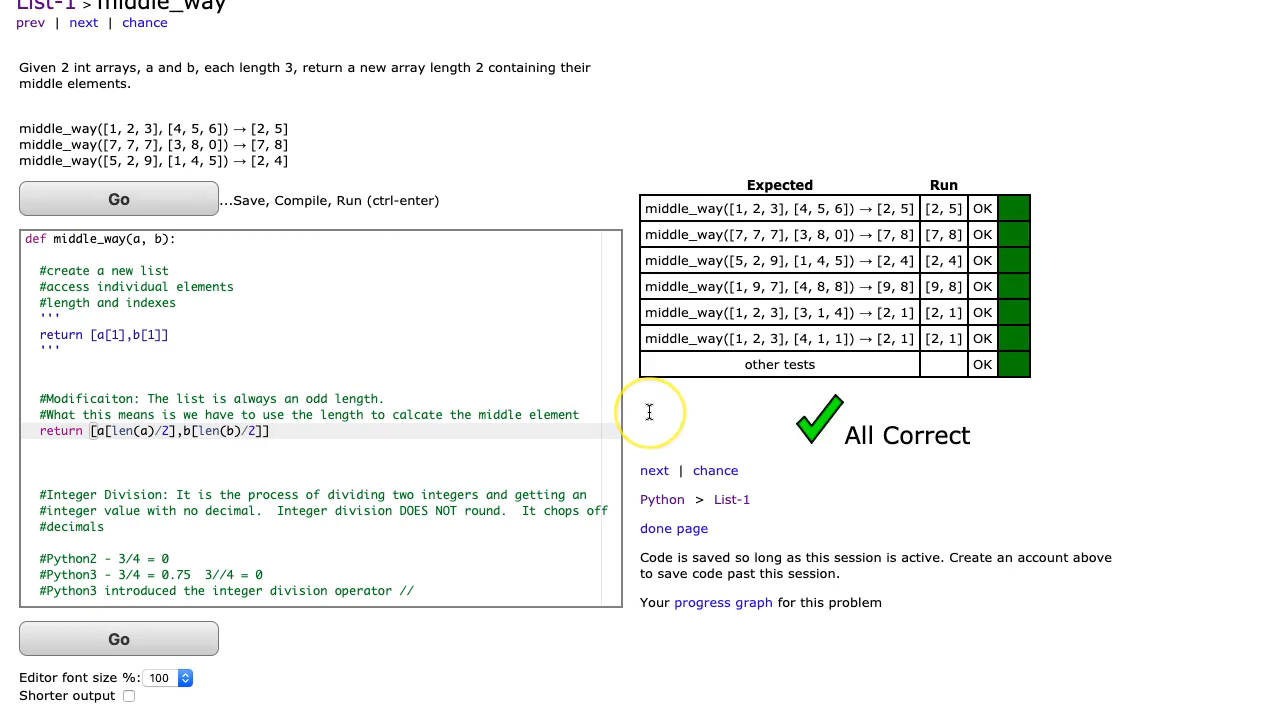 List-1 > middle_way
prev | next | chance
Given 2 int arrays, a and b, each length 3, return a new array length 2 containing their
middle elements.
middle_way([1, 2, 3], [4, 5, 6]) → [2, 5]
middle_way([7, 7, 7], [3, 8, 0]) → [7, 8]
middle_way([5, 2, 9], [1, 4, 5]) → [2, 4]
Go ...Save, Compile, Run (ctrl-enter)
def middle_way(a, b):
#create a new list
#access individual elements
#length and indexes
'''
return [a[1],b[1]]
'''
#Modificaiton: The list is always an odd length.
#What this means is we have to use the length to calcate the middle element
return [a[len(a)/2],b[len(b)/2]]
#Integer Division: It is the process of dividing two integers and getting an
#integer value with no decimal.  Integer division DOES NOT round.  It chops off
#decimals
#Python2 - 3/4 = 0
#Python3 - 3/4 = 0.75  3//4 = 0
#Python3 introduced the integer division operator //
Go
Editor font size %: 100
Shorter output
Expected Run
middle_way([1, 2, 3], [4, 5, 6]) → [2, 5] [2, 5] OK
middle_way([7, 7, 7], [3, 8, 0]) → [7, 8] [7, 8] OK
middle_way([5, 2, 9], [1, 4, 5]) → [2, 4] [2, 4] OK
middle_way([1, 9, 7], [4, 8, 8]) → [9, 8] [9, 8] OK
middle_way([1, 2, 3], [3, 1, 4]) → [2, 1] [2, 1] OK
middle_way([1, 2, 3], [4, 1, 1]) → [2, 1] [2, 1] OK
other tests OK
All Correct
next | chance
Python > List-1
done page
Code is saved so long as this session is active. Create an account above
to save code past this session.
Your progress graph for this problem